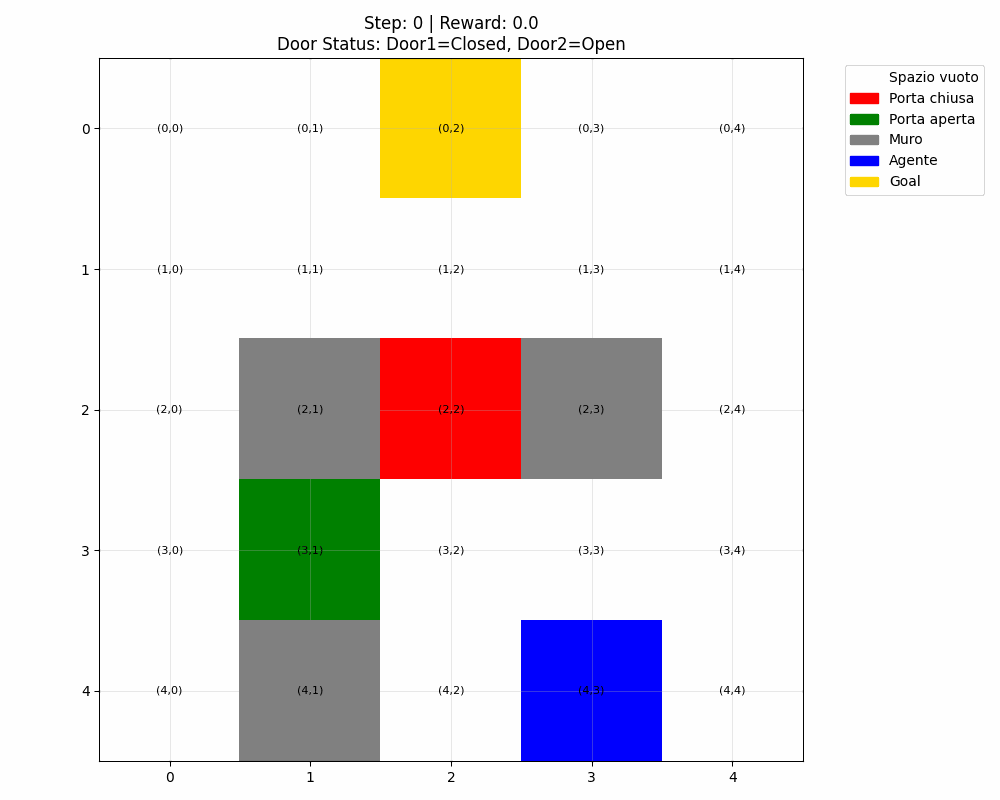 Step: 0 | Reward: 0.0
Door Status: Door1=Closed, Door2=Open
Spazio vuoto
Porta chiusa
Porta aperta
Muro
Agente
Goal
0
(0,0) (0,1) (0,2) (0,3) (0,4)
1
(1,0) (1,1) (1,2) (1,3) (1,4)
2
(2,0) (2,1) (2,2) (2,3) (2,4)
3
(3,0) (3,1) (3,2) (3,3) (3,4)
4
(4,0) (4,1) (4,2) (4,3) (4,4)
0 1 2 3 4